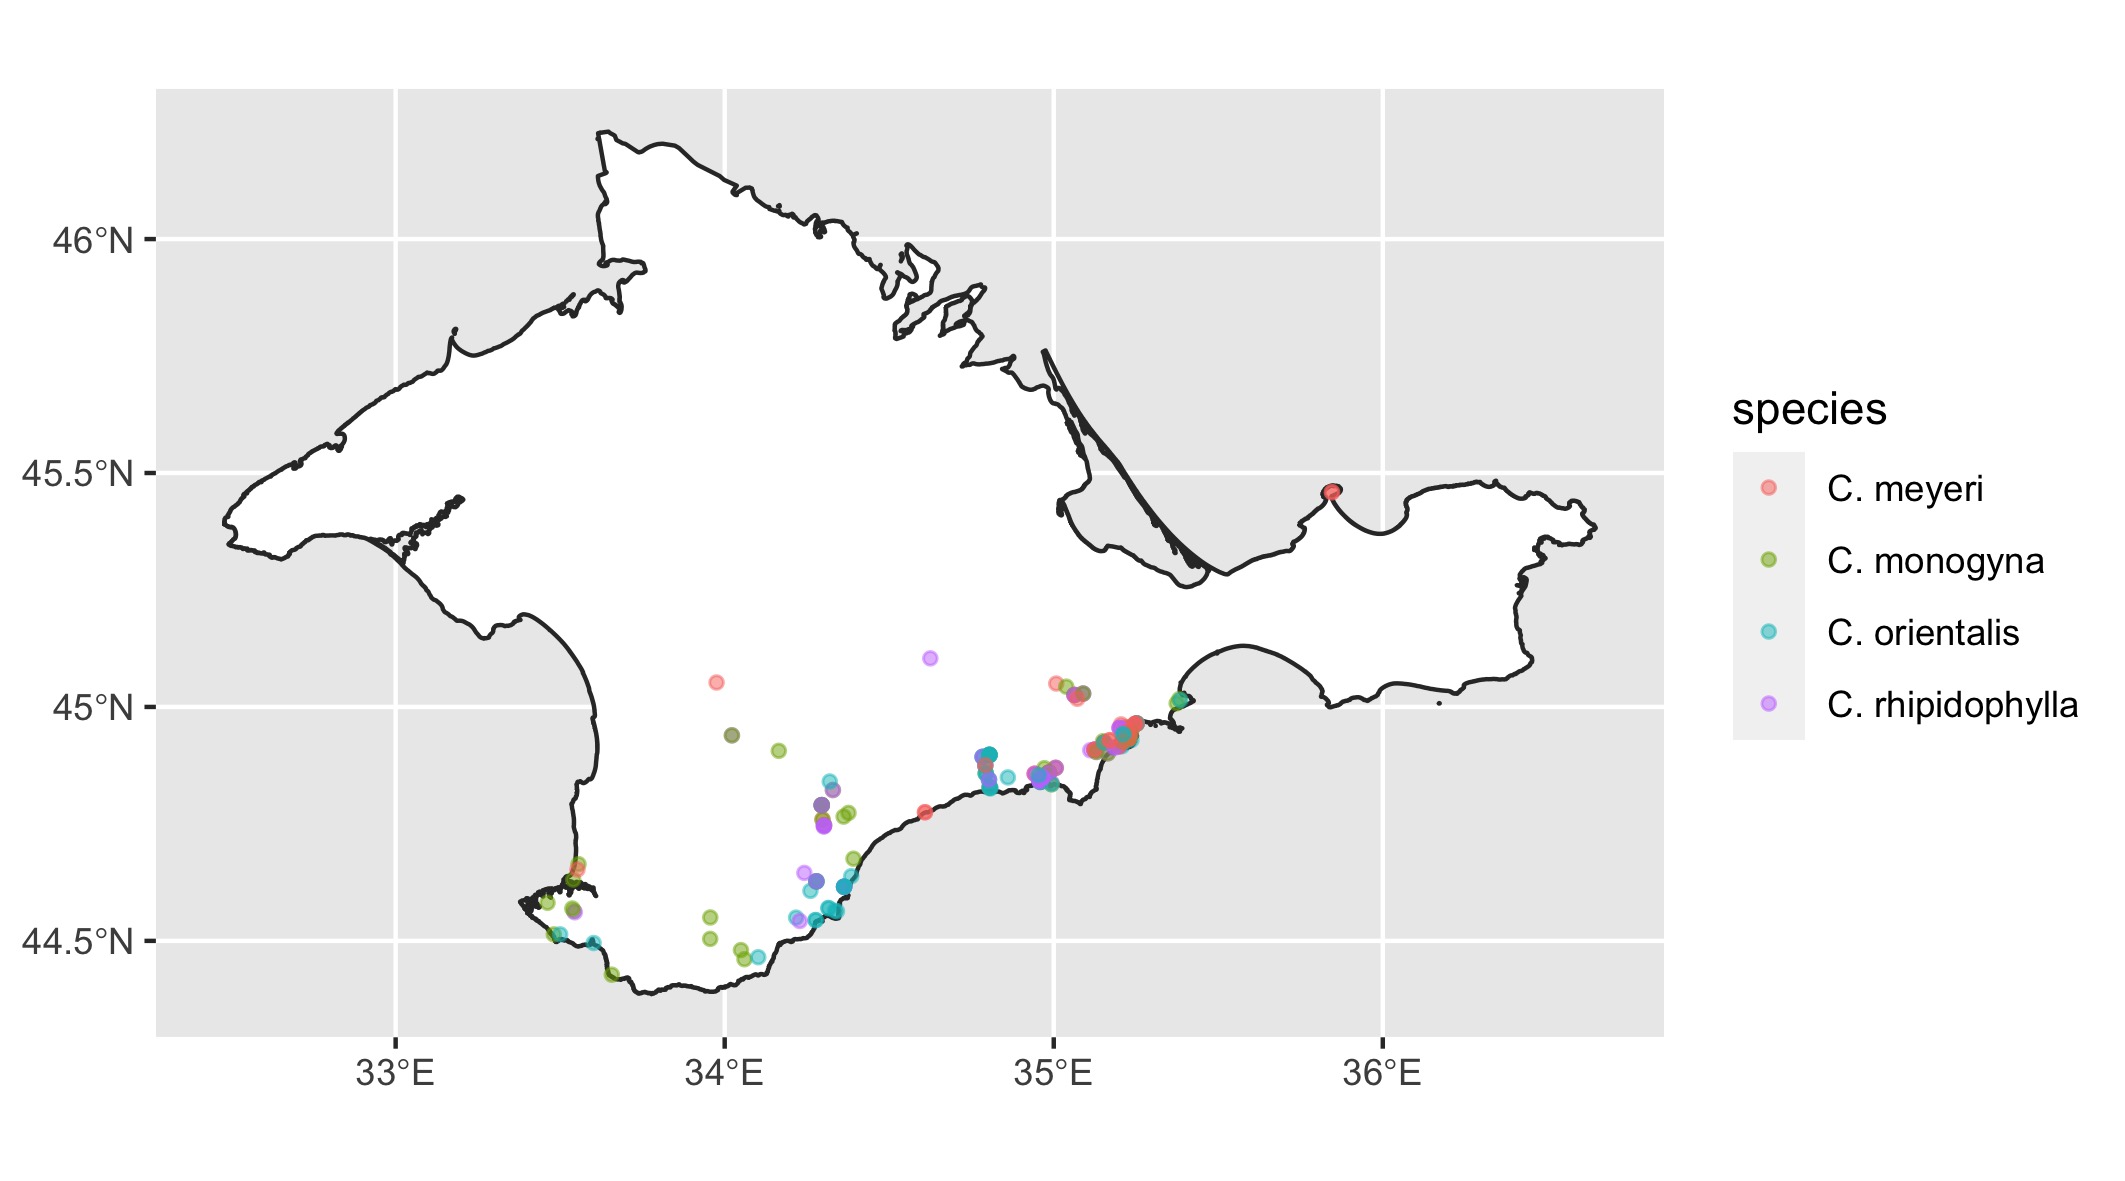 46°N
45.5°N
45°N
44.5°N
33°E
34°E
35°E
36°E
species
C. meyeri
C. monogyna
C. orientalis
C. rhipidophylla